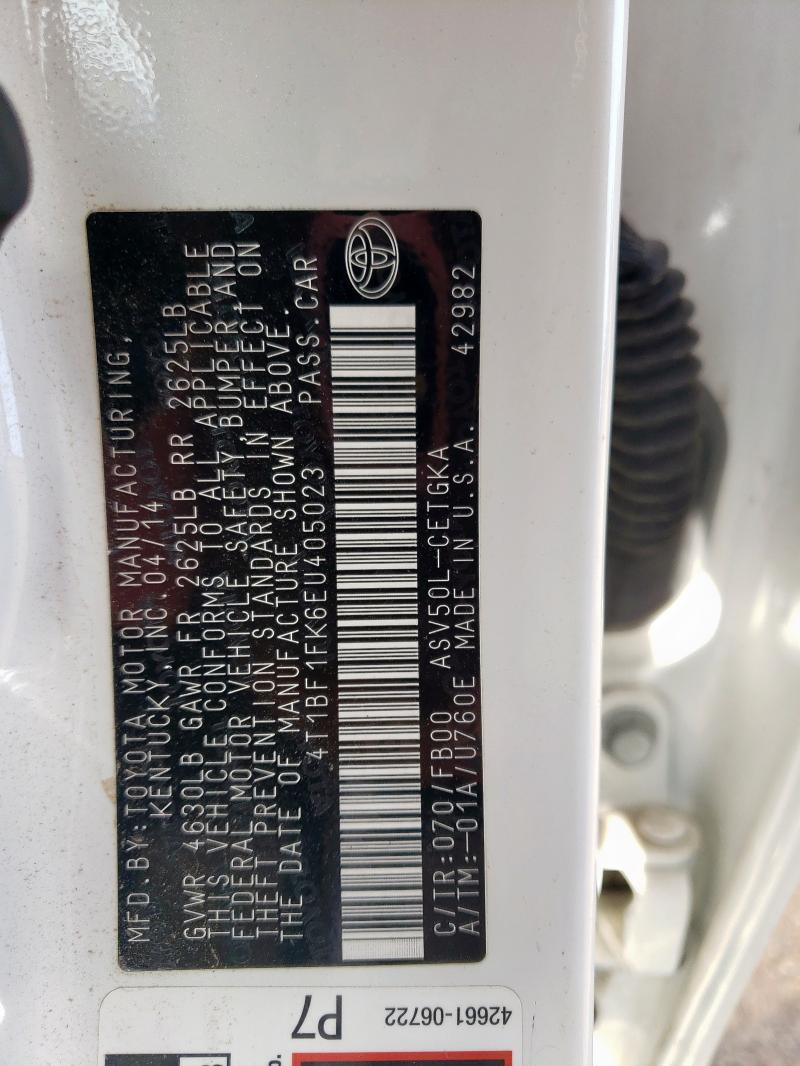 MFD.BY:TOYOTA MOTOR MANUFACTURING,
KENTUCKY,INC.04/14
GVWR 4630LB GAWR FR 2625LB RR 2625LB
THIS VEHICLE CONFORMS TO ALL APPLICABLE
FEDERAL MOTOR VEHICLE SAFETY,BUMPER,AND
THEFT PREVENTION STANDARDS IN EFFECT ON
THE DATE OF MANUFACTURE SHOWN ABOVE.
4T1BF1FK6EU405023 PASS.CAR
C/TR:070/FB00 ASV50L-CETGKA
A/TM:-01A/U760E MADE IN U.S.A. 42982
P7
42661-06722